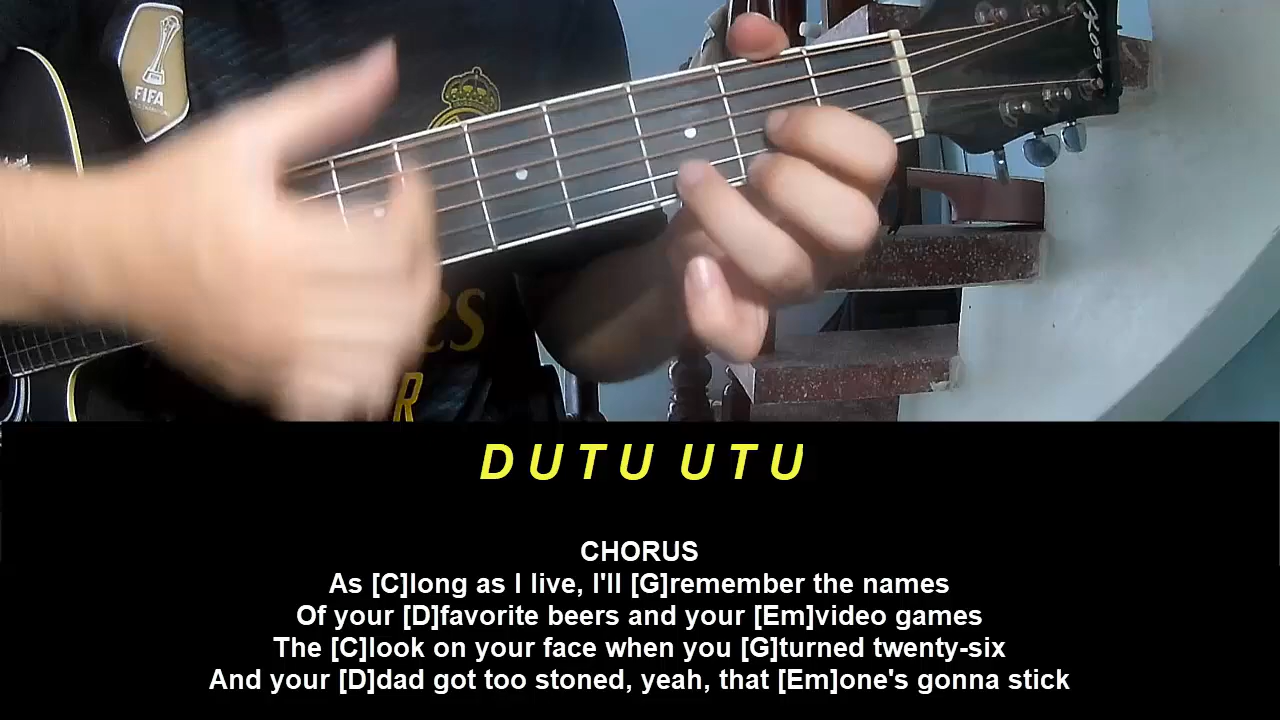 FIFA
Koser
es
R
D U T U U T U
CHORUS
As [C]long as I live, I'll [G]remember the names
Of your [D]favorite beers and your [Em]video games
The [C]look on your face when you [G]turned twenty-six
And your [D]dad got too stoned, yeah, that [Em]one's gonna stick